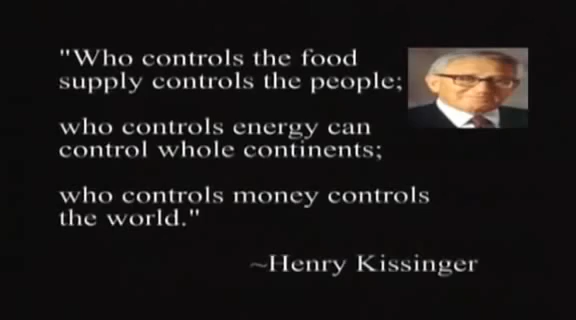 "Who controls the food
supply controls the people;
who controls energy can
control whole continents;
who controls money controls
the world."
~Henry Kissinger